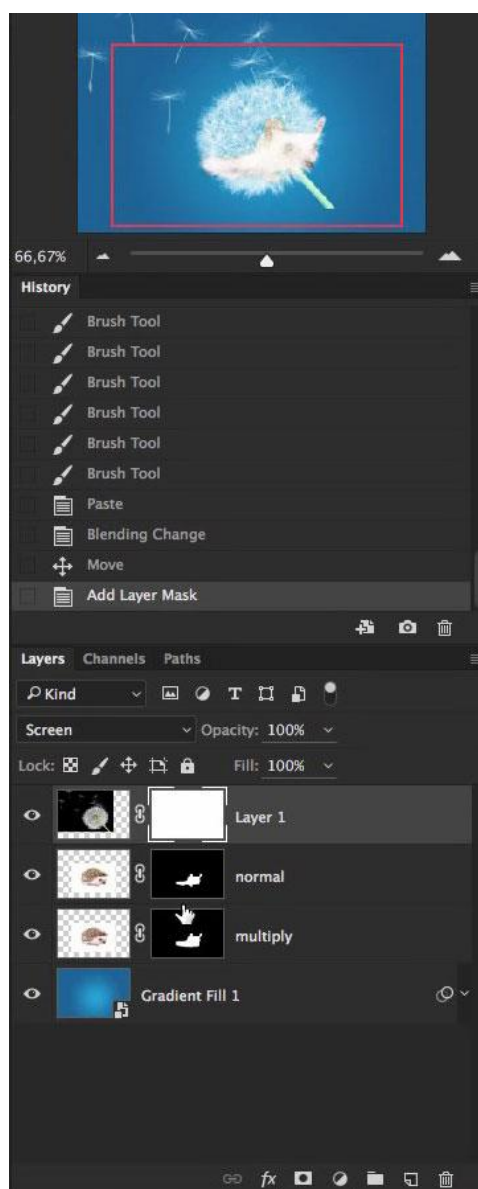 66,67%
History
Brush Tool
Brush Tool
Brush Tool
Brush Tool
Brush Tool
Brush Tool
Paste
Blending Change
Move
Add Layer Mask
Layers Channels Paths
Kind T
Screen Opacity: 100%
Lock: Fill: 100%
Layer 1
normal
multiply
Gradient Fill 1
fx